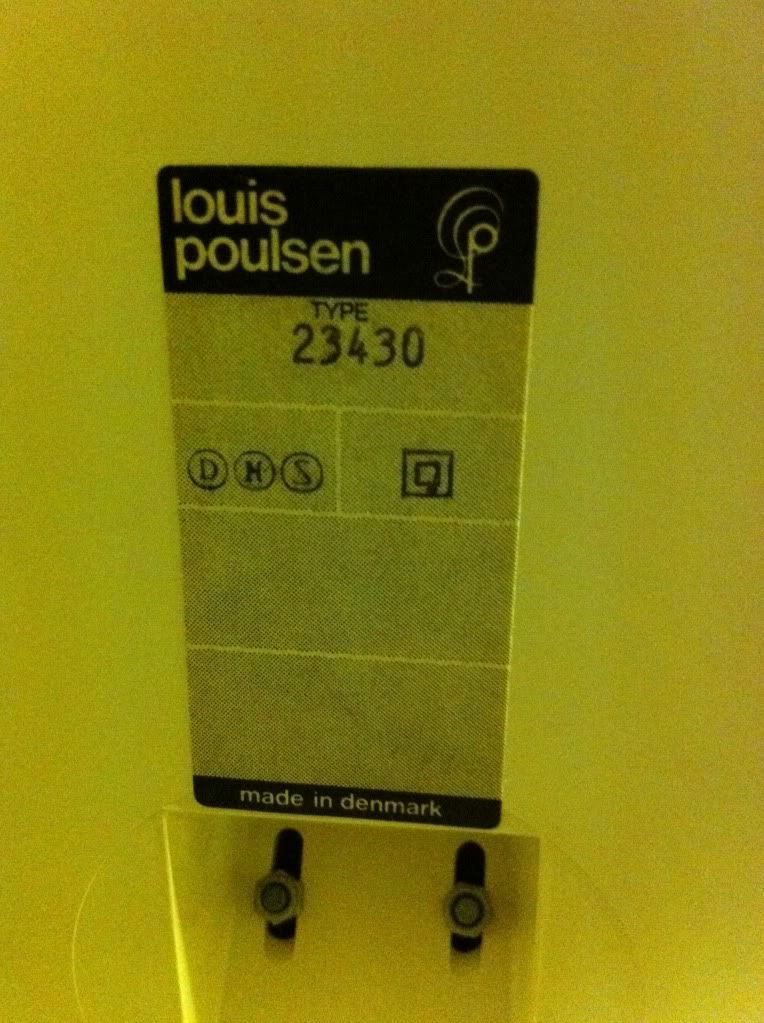 louis
poulsen
TYPE
23430
D N S
made in denmark